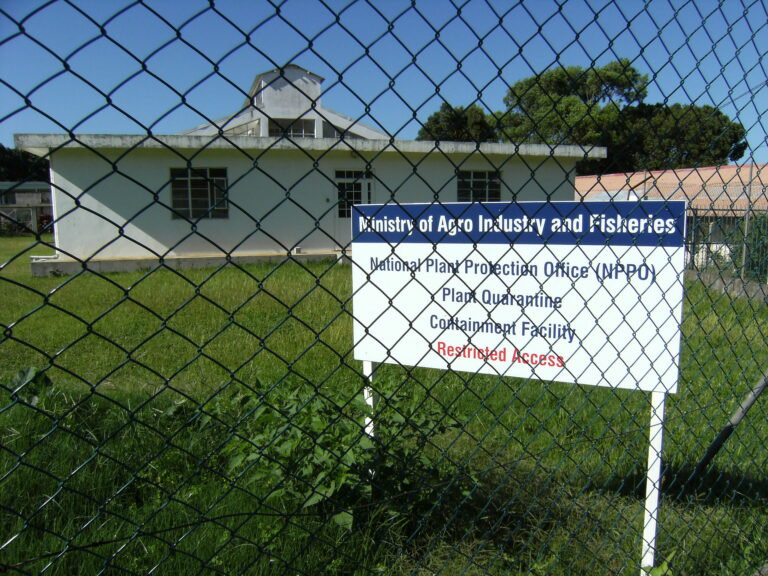 Ministry of Agro Industry and Fisheries
National Plant Protection Office (NPPO)
Plant Quarantine
Containment Facility
Restricted Access